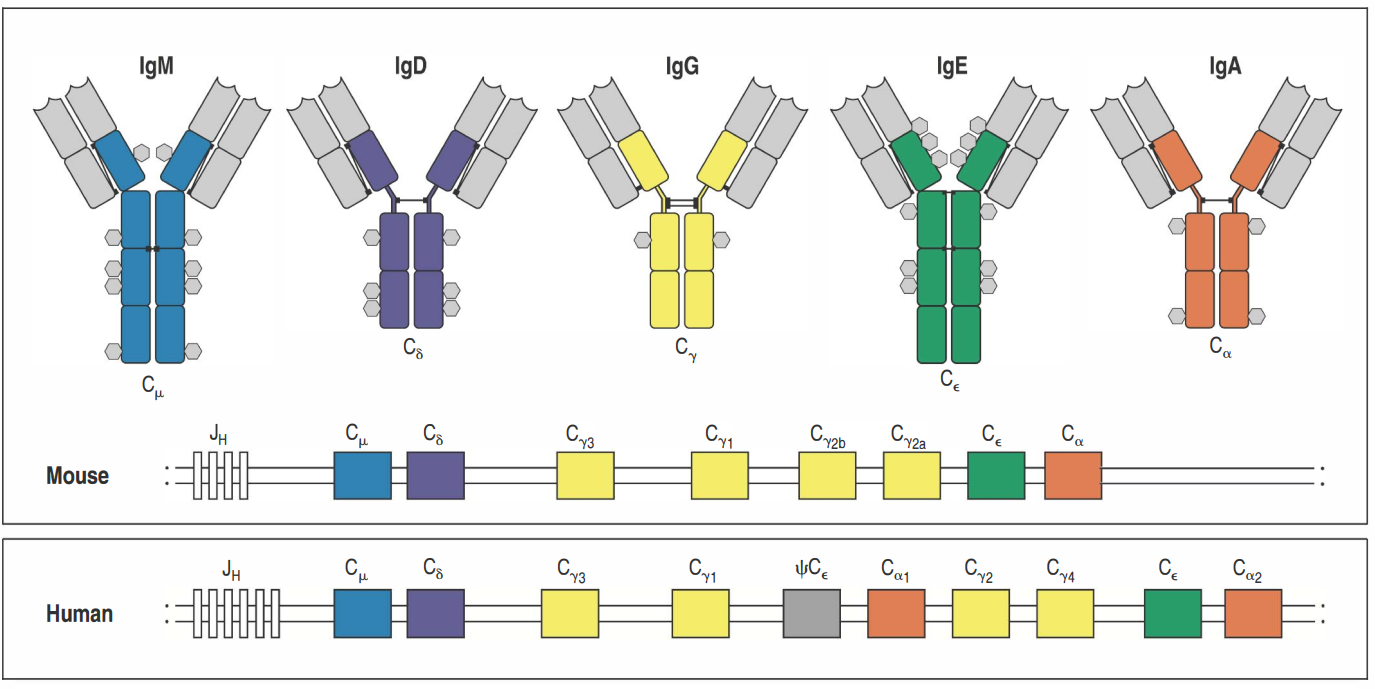 IgM IgD IgG IgE IgA
Cμ Cδ Cγ Cϵ Cα
JH Cμ Cδ Cγ3 Cγ1 Cγ2b Cγ2a Cϵ Cα
Mouse
JH Cμ Cδ Cγ3 Cγ1 ψCϵ Cα1 Cγ2 Cγ4 Cϵ Cα2
Human